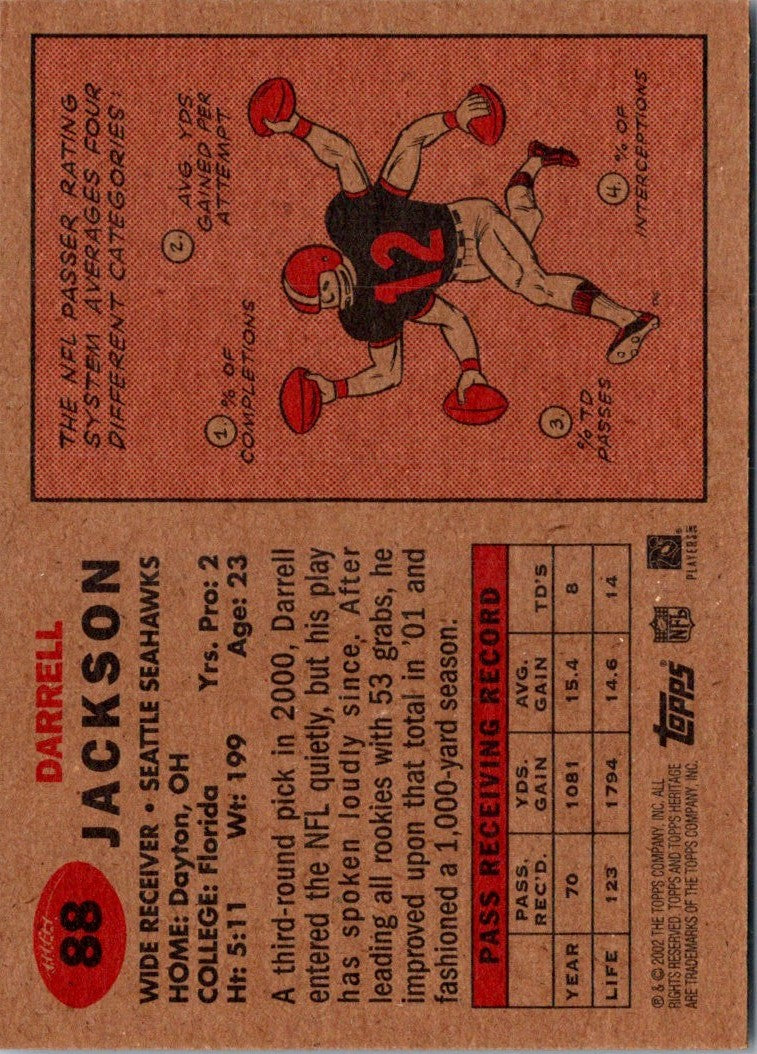 88
DARRELL
JACKSON
WIDE RECEIVER • SEATTLE SEAHAWKS
HOME: Dayton, OH
COLLEGE: Florida Yrs. Pro: 2
Ht: 5:11 Wt: 199 Age: 23
A third-round pick in 2000, Darrell
entered the NFL quietly, but his play
has spoken loudly since. After
leading all rookies with 53 grabs, he
improved upon that total in '01 and
fashioned a 1,000-yard season.
PASS RECEIVING RECORD
PASS. REC'D. YDS. GAIN AVG. GAIN TD'S
YEAR 70 1081 15.4 8
LIFE 123 1794 14.6 14
® & © 2002 THE TOPPS COMPANY, INC. ALL
RIGHTS RESERVED. TOPPS AND TOPPS HERITAGE
ARE TRADEMARKS OF THE TOPPS COMPANY, INC.
TOPPS
NFL
PLAYERS INC
THE NFL PASSER RATING
SYSTEM AVERAGES FOUR
DIFFERENT CATEGORIES:
1. % OF
COMPLETIONS
2. AVG. YDS
GAINED PER
ATTEMPT
3. % TD
PASSES
4. % OF
INTERCEPTIONS
12